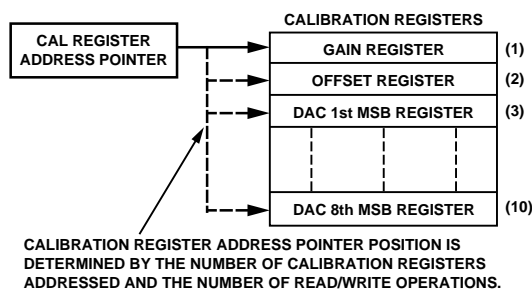 CALIBRATION REGISTERS
CAL REGISTER
ADDRESS POINTER
GAIN REGISTER (1)
OFFSET REGISTER (2)
DAC 1st MSB REGISTER (3)
DAC 8th MSB REGISTER (10)
CALIBRATION REGISTER ADDRESS POINTER POSITION IS
DETERMINED BY THE NUMBER OF CALIBRATION REGISTERS
ADDRESSED AND THE NUMBER OF READ/WRITE OPERATIONS.